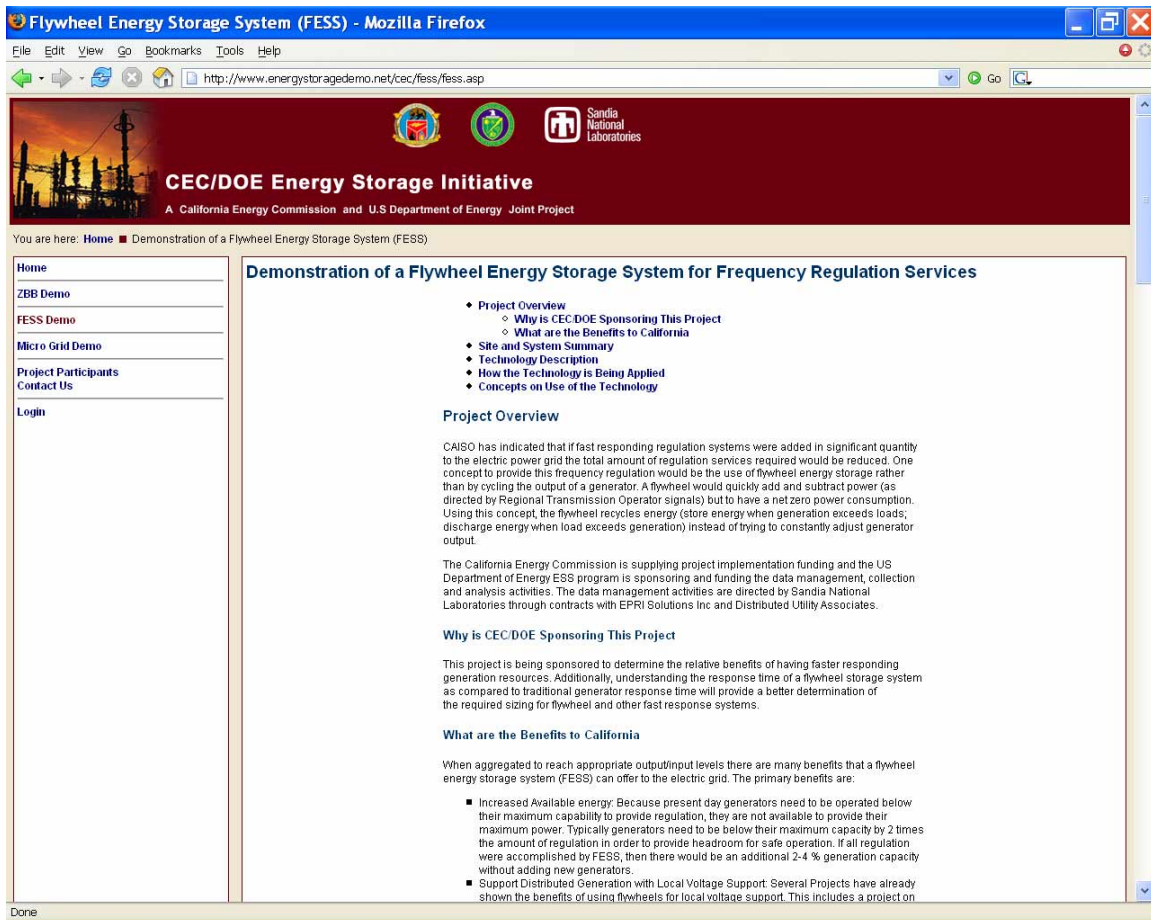 Flywheel Energy Storage System (FESS) - Mozilla Firefox
File Edit View Go Bookmarks Tools Help
http://www.energystoragedemo.net/cec/fess/fess.asp
Go
Sandia
National
Laboratories
CEC/DOE Energy Storage Initiative
A California Energy Commission and U.S Department of Energy Joint Project
You are here: Home ■ Demonstration of a Flywheel Energy Storage System (FESS)
Home
ZBB Demo
FESS Demo
Micro Grid Demo
Project Participants
Contact Us
Login
Demonstration of a Flywheel Energy Storage System for Frequency Regulation Services
Project Overview
Why is CEC/DOE Sponsoring This Project
What are the Benefits to California
Site and System Summary
Technology Description
How the Technology is Being Applied
Concepts on Use of the Technology
Project Overview
CAISO has indicated that if fast responding regulation systems were added in significant quantity
to the electric power grid the total amount of regulation services required would be reduced. One
concept to provide this frequency regulation would be the use of flywheel energy storage rather
than by cycling the output of a generator. A flywheel would quickly add and subtract power (as
directed by Regional Transmission Operator signals) but to have a net zero power consumption.
Using this concept, the flywheel recycles energy (store energy when generation exceeds loads;
discharge energy when load exceeds generation) instead of trying to constantly adjust generator
output.
The California Energy Commission is supplying project implementation funding and the US
Department of Energy ESS program is sponsoring and funding the data management, collection
and analysis activities. The data management activities are directed by Sandia National
Laboratories through contracts with EPRI Solutions Inc and Distributed Utility Associates.
Why is CEC/DOE Sponsoring This Project
This project is being sponsored to determine the relative benefits of having faster responding
generation resources. Additionally, understanding the response time of a flywheel storage system
as compared to traditional generator response time will provide a better determination of
the required sizing for flywheel and other fast response systems.
What are the Benefits to California
When aggregated to reach appropriate output/input levels there are many benefits that a flywheel
energy storage system (FESS) can offer to the electric grid. The primary benefits are:
Increased Available energy: Because present day generators need to be operated below
their maximum capability to provide regulation, they are not available to provide their
maximum power. Typically generators need to be below their maximum capacity by 2 times
the amount of regulation in order to provide headroom for safe operation. If all regulation
were accomplished by FESS, then there would be an additional 2-4 % generation capacity
without adding new generators.
Support Distributed Generation with Local Voltage Support: Several Projects have already
shown the benefits of using flywheels for local voltage support. This includes a project on
Done